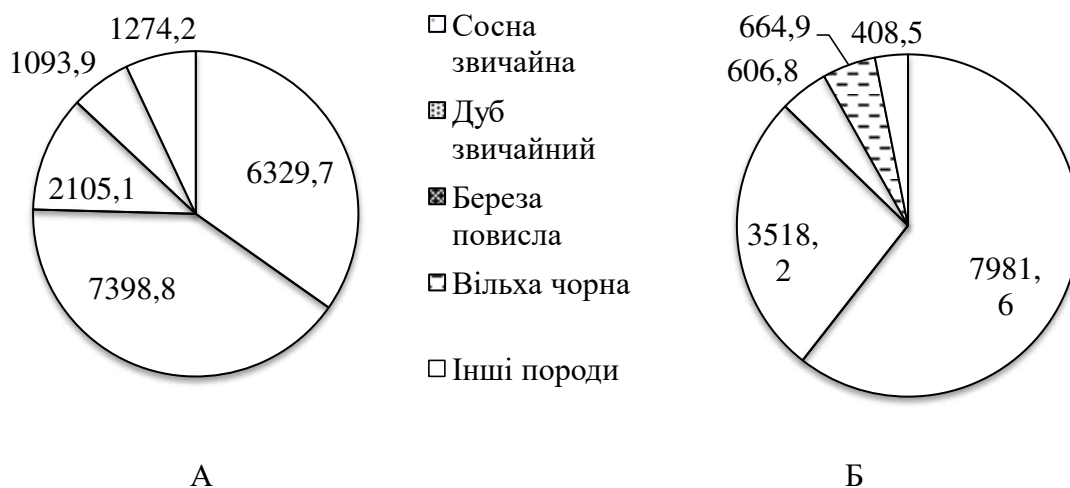 1274,2
1093,9
2105,1
6329,7
7398,8
Сосна
звичайна
Дуб
звичайний
Береза
повисла
Вільха чорна
Інші породи
664,9
408,5
606,8
3518,
2
7981,
6
А
Б